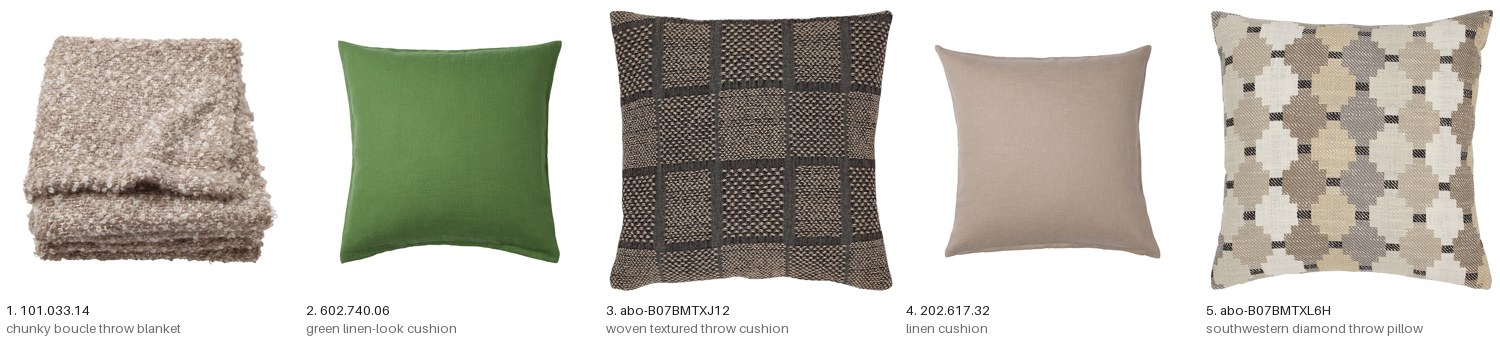 1. 101.033.14
chunky boucle throw blanket
2. 602.740.06
green linen-look cushion
3. abo-B07BMTXJ12
woven textured throw cushion
4. 202.617.32
linen cushion
5. abo-B07BMTXL6H
southwestern diamond throw pillow